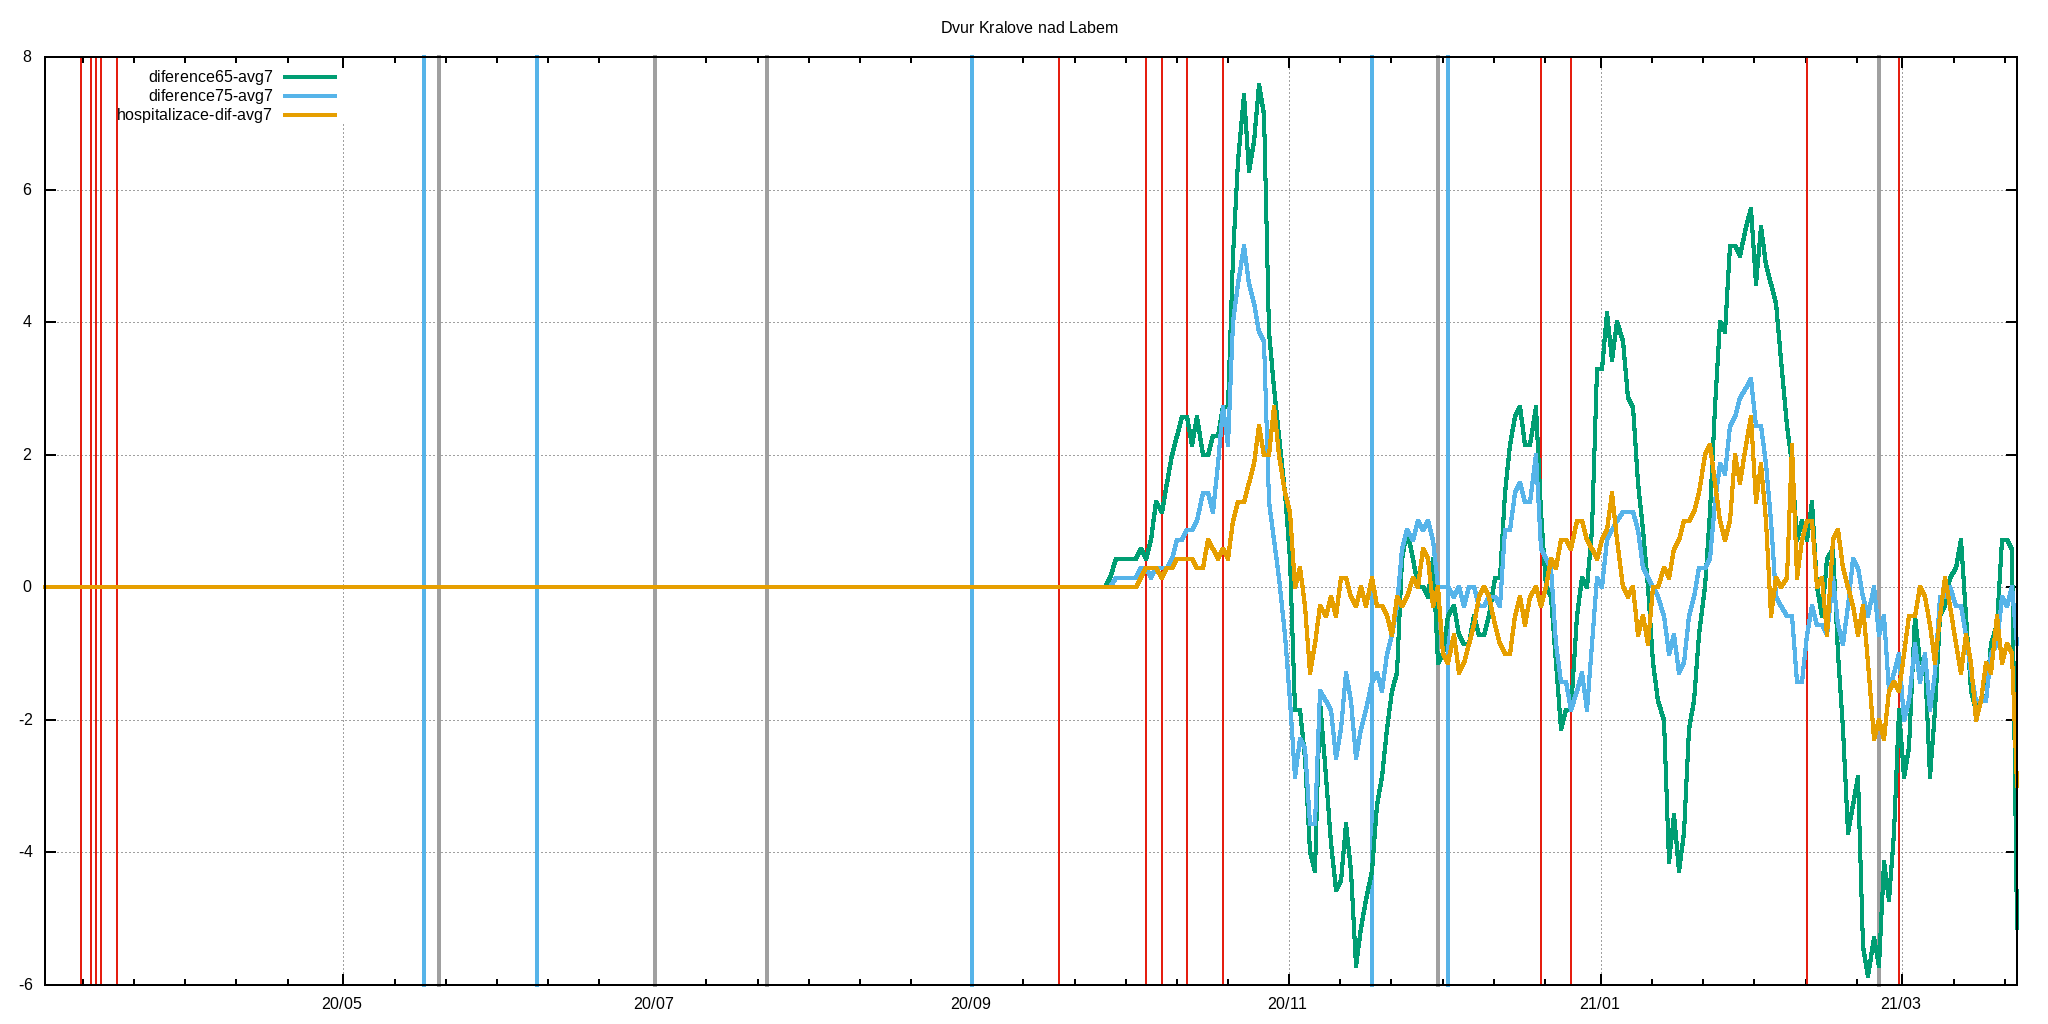 Dvur Kralove nad Labem
8
diference65-avg7
diference75-avg7
hospitalizace-dif-avg7
6
4
2
0
-2
-4
-6
20/05 20/07 20/09 20/11 21/01 21/03